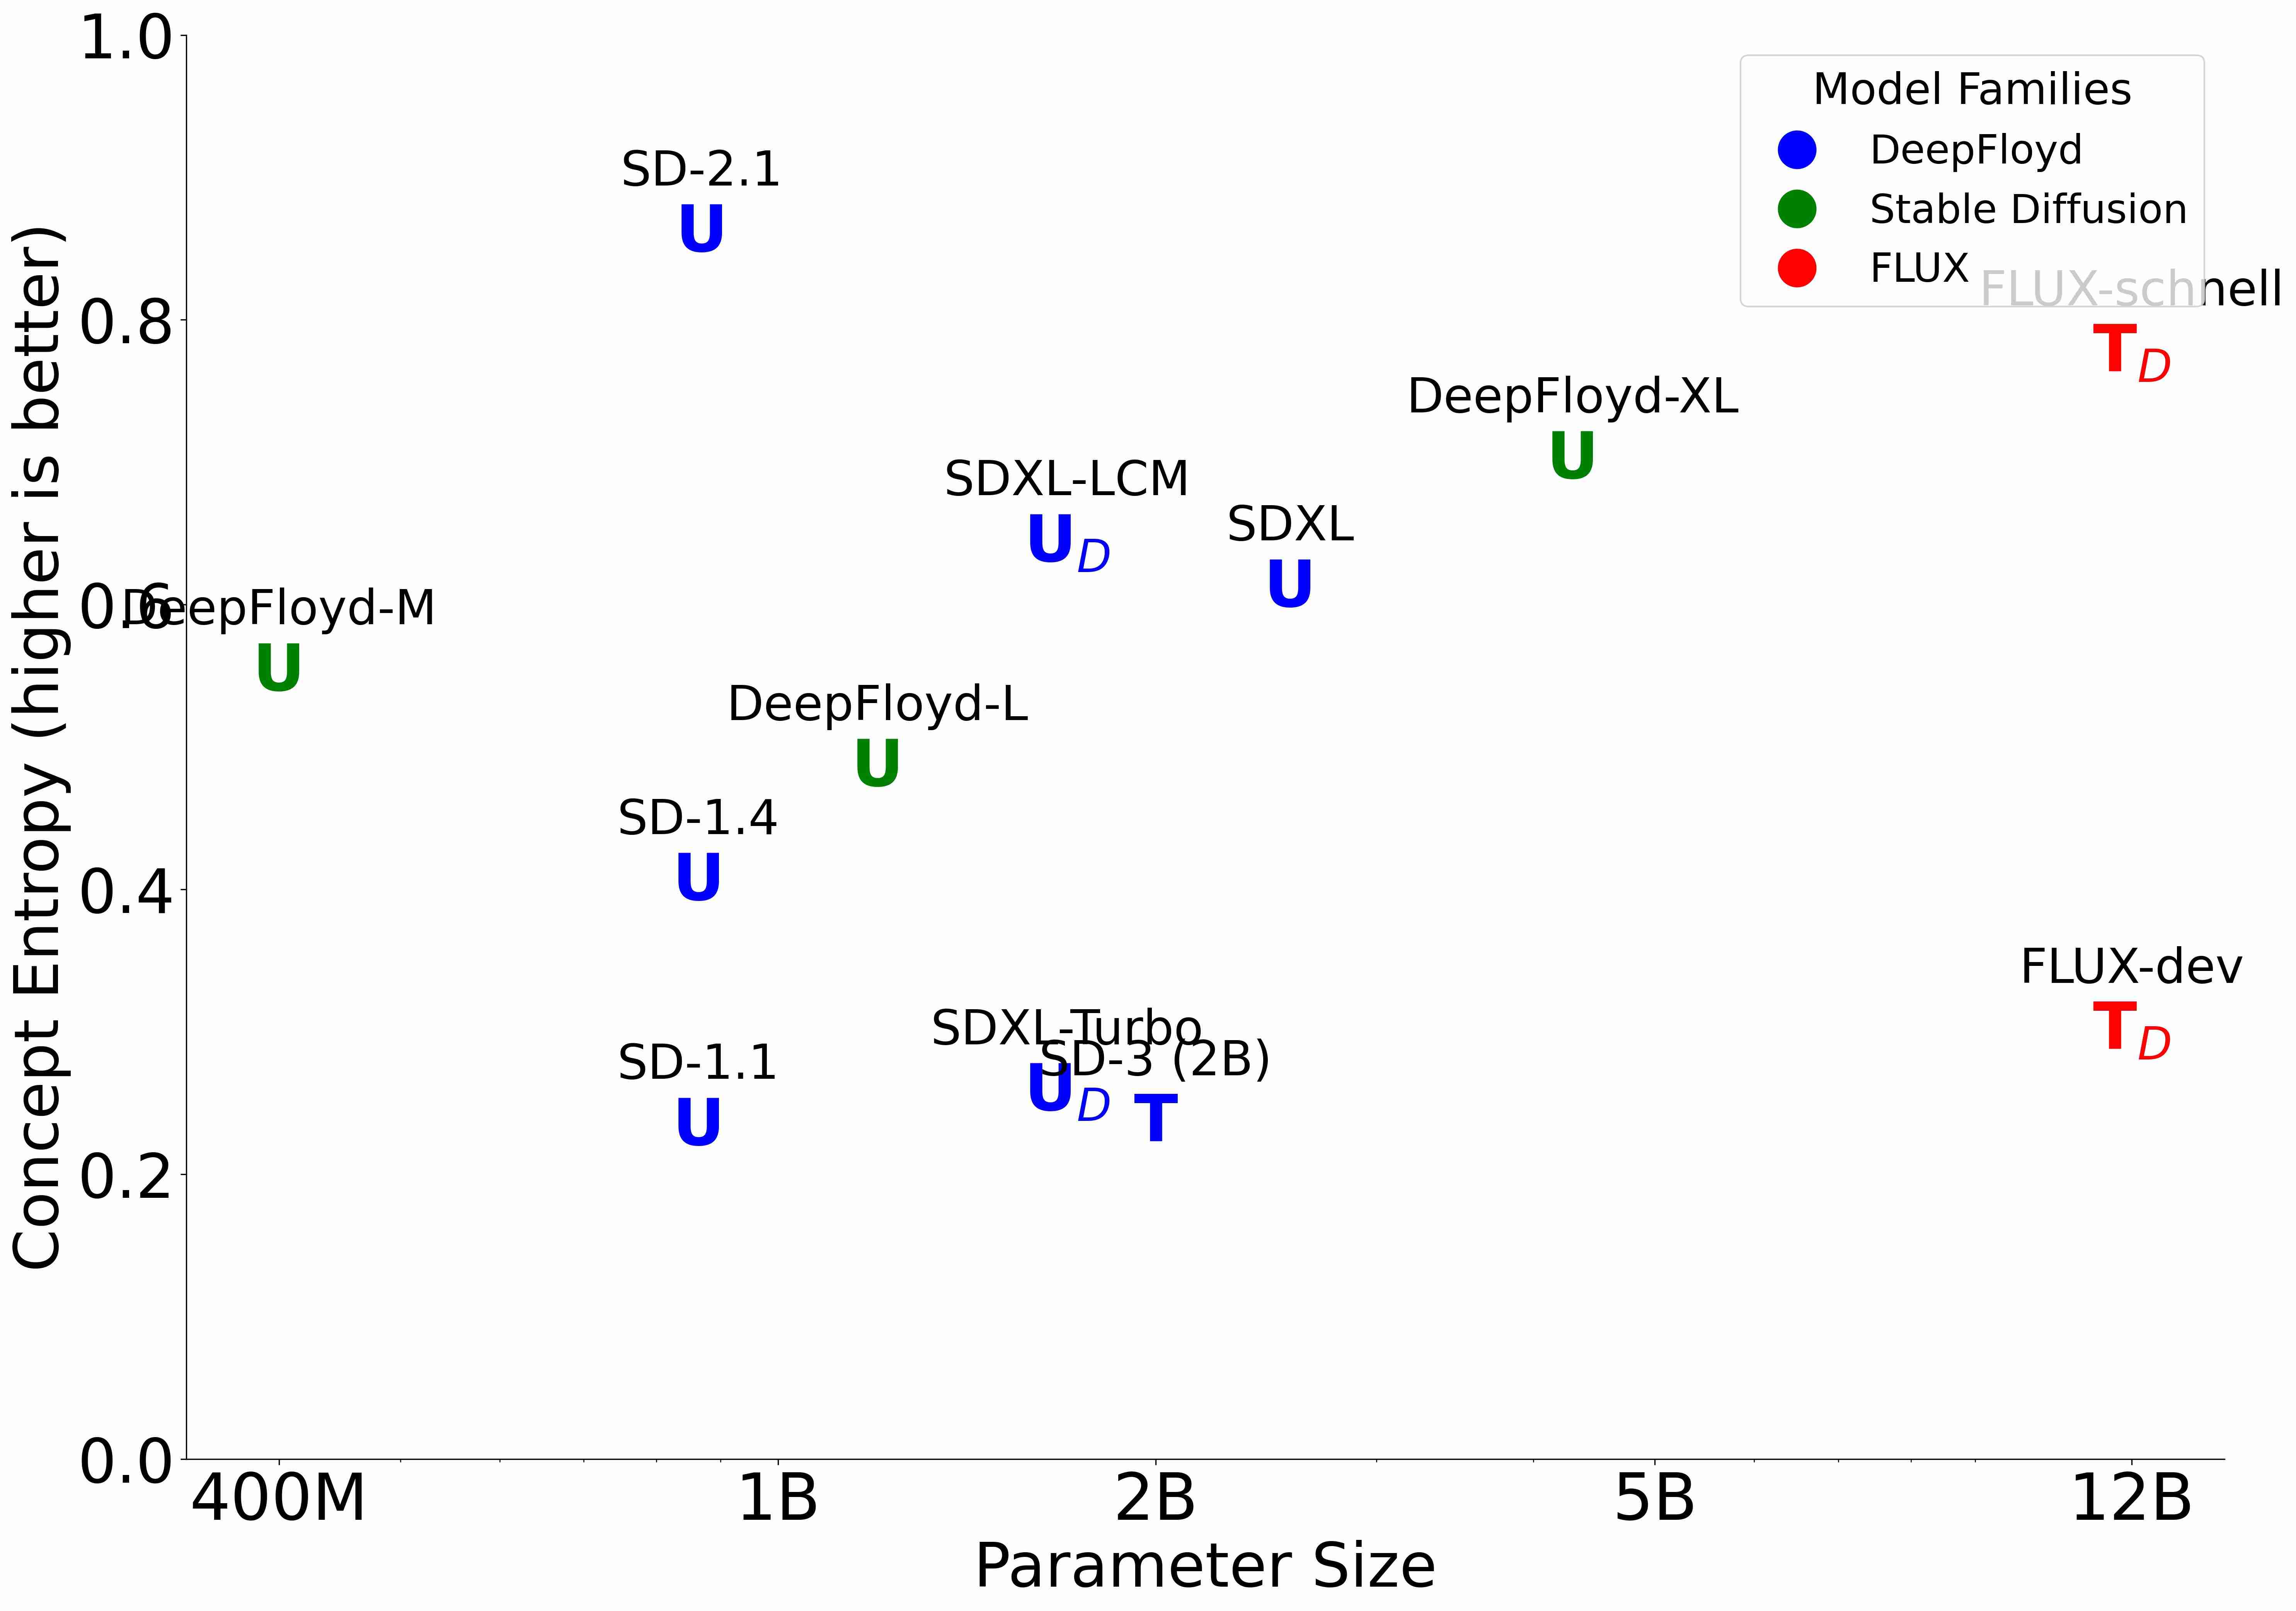 Concept Entropy (higher is better)
1.0
0.8
0.6
0.4
0.2
0.0
Model Families
DeepFloyd
Stable Diffusion
FLUX
SD-2.1
U
FLUX-schnell
T D
DeepFloyd-XL
U
SDXL-LCM
U D
SDXL
U
DeepFloyd-M
U
DeepFloyd-L
U
SD-1.4
U
FLUX-dev
T D
SDXL-Turbo
U D
SD-3 (2B)
T
SD-1.1
U
400M 1B 2B 5B 12B
Parameter Size